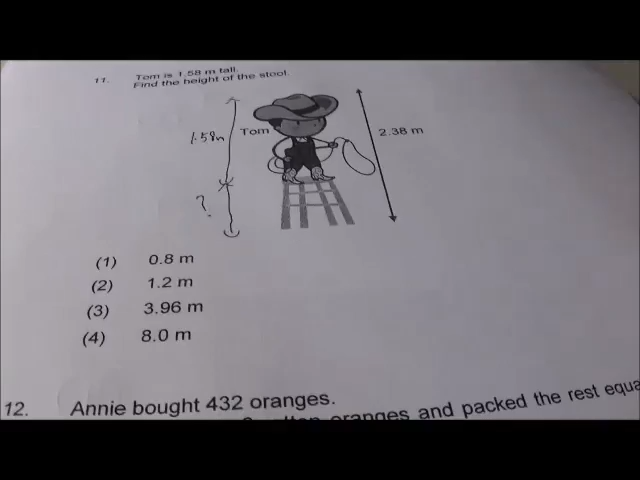 11. Tom is 1.58 m tall.
Find the height of the stool.
1.58m
Tom
2.38 m
?
(1) 0.8 m
(2) 1.2 m
(3) 3.96 m
(4) 8.0 m
12. Annie bought 432 oranges.
oranges and packed the rest